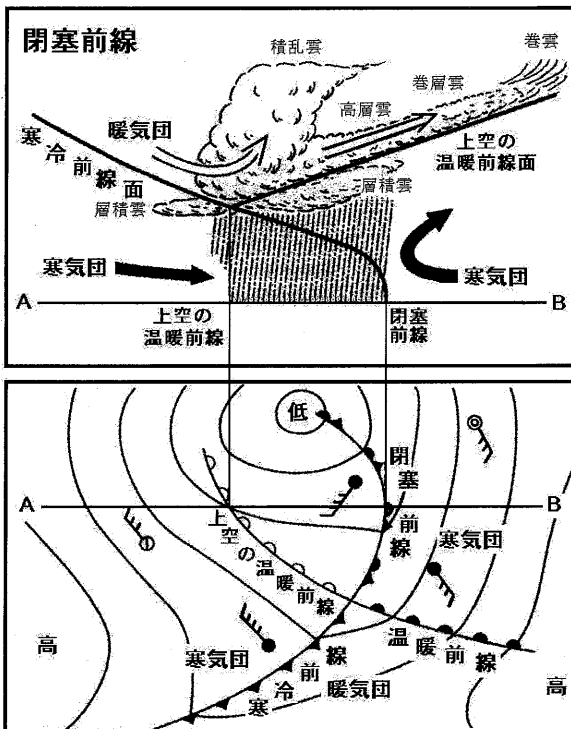 閉塞前線
積乱雲
巻雲
巻層雲
高層雲
暖気団
寒冷前線面
上空の
温暖前線面
層積雲
層積雲
寒気団
寒気団
A
B
上空の
温暖前線
閉塞
前線
低
閉塞前線
A
B
上空の温暖前線
寒気団
高
寒気団
温暖前線
寒冷前線
暖気団
高